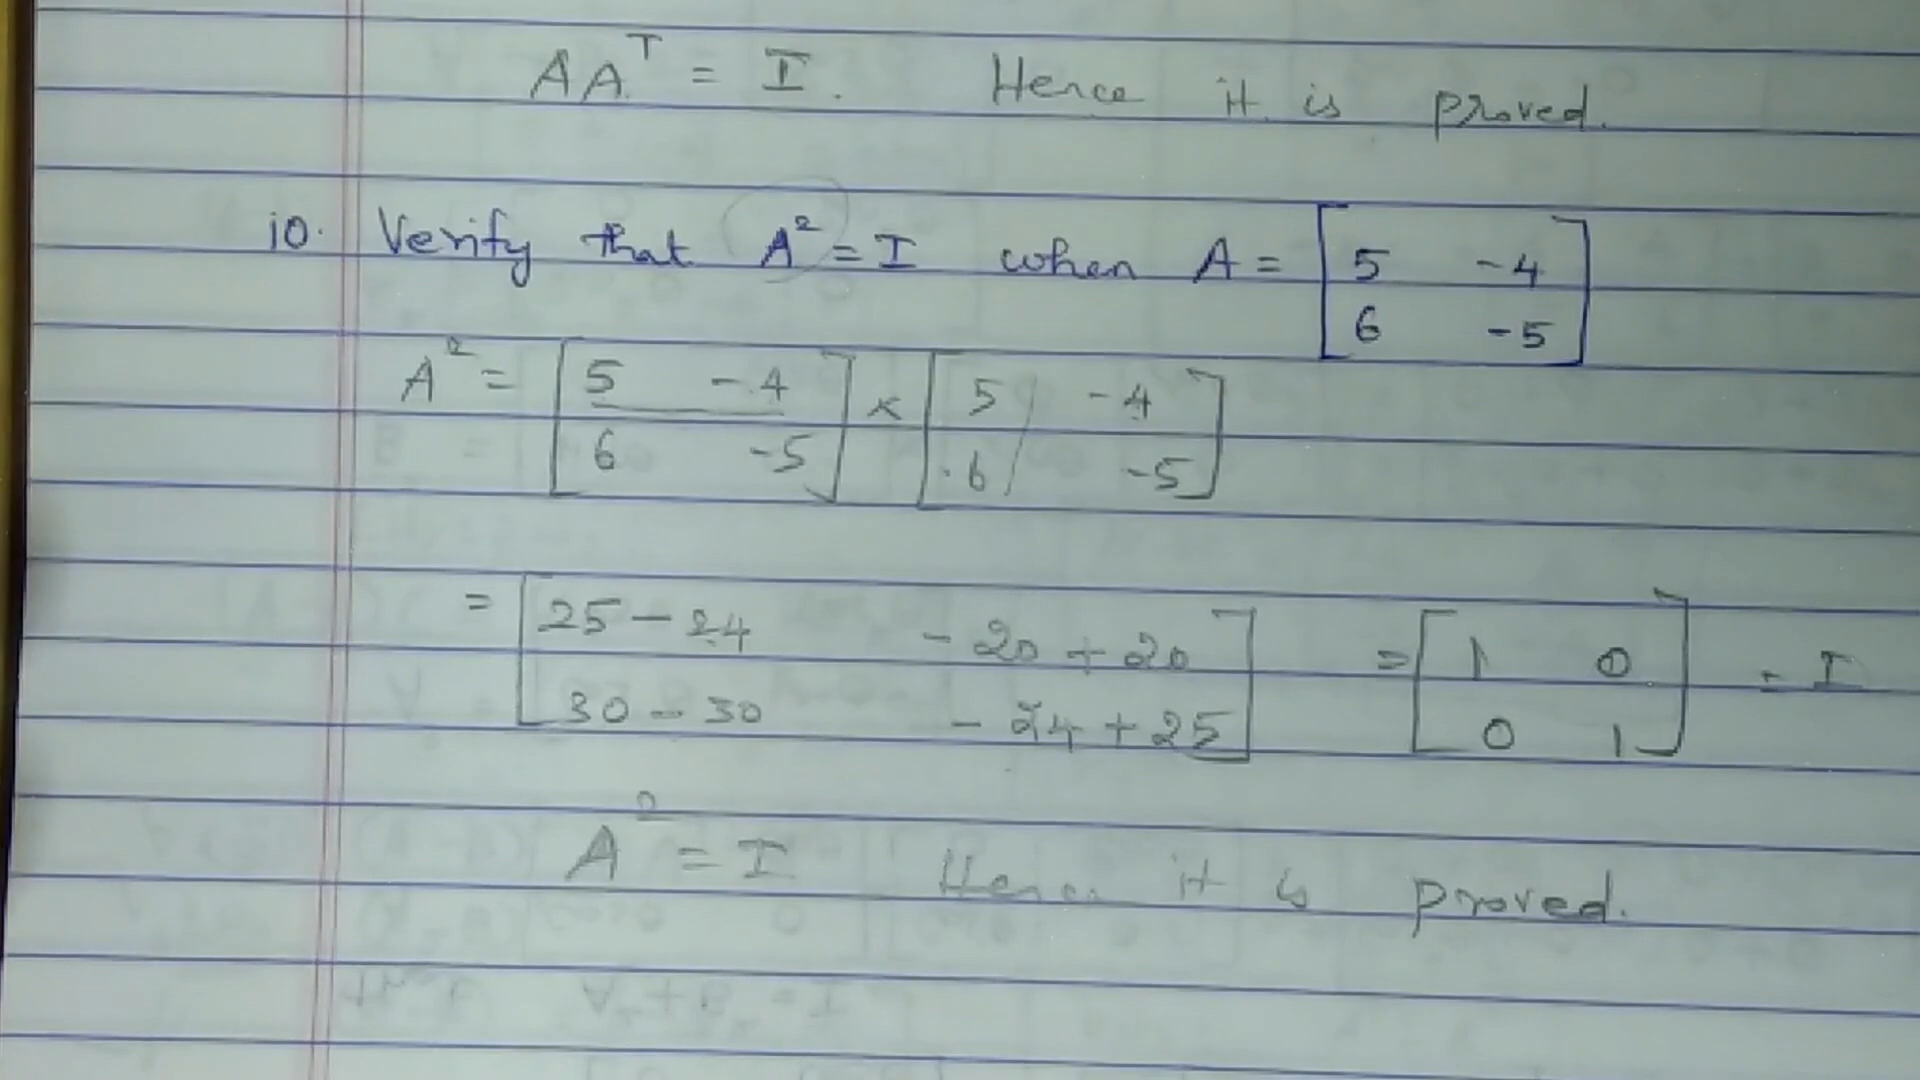 AAᵀ = I. Hence it is proved.
10. Verify that A² = I when A = [5 -4
6 -5]
A² = [5 -4 × [5 -4
6 -5] 6 -5]
= [25 - 24 - 20 + 20 = [1 0 = I
30 - 30 - 24 + 25] 0 1]
A² = I Hence it is proved.